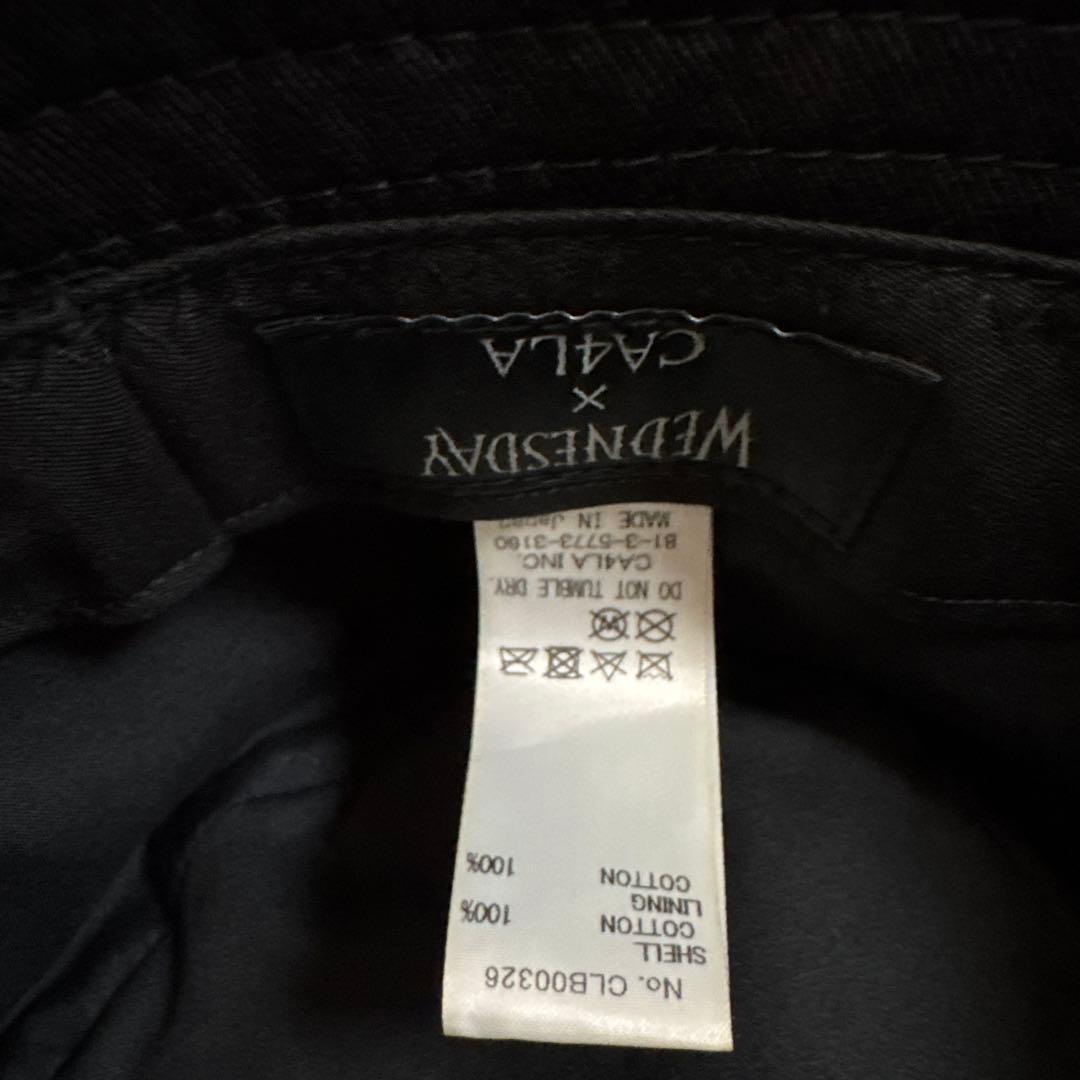 WEDNESDAY
×
CA4LA
No. CLB00326
SHELL
COTTON 100%
LINING
COTTON 100%
DO NOT TUMBLE DRY.
CA4LA INC.
81-3-5773-3160
MADE IN Japan